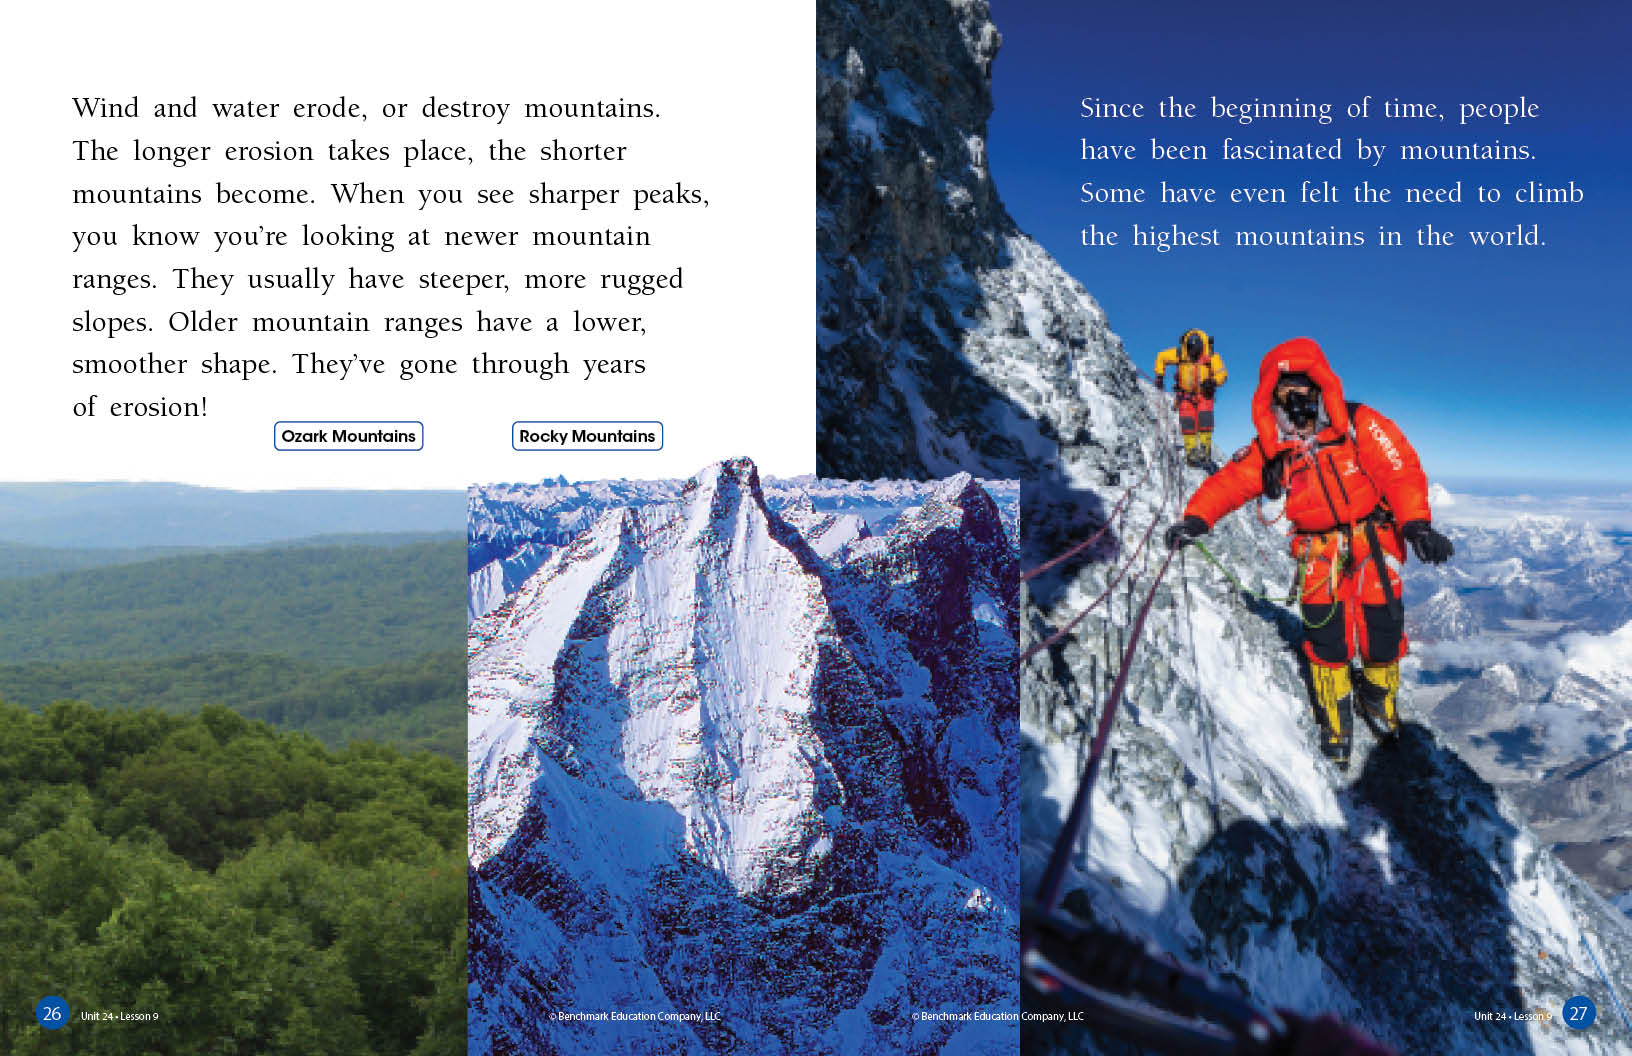 Wind and water erode, or destroy mountains.
The longer erosion takes place, the shorter
mountains become. When you see sharper peaks,
you know you’re looking at newer mountain
ranges. They usually have steeper, more rugged
slopes. Older mountain ranges have a lower,
smoother shape. They’ve gone through years
of erosion!
Ozark Mountains
Rocky Mountains
26
Unit 24 • Lesson 9
© Benchmark Education Company, LLC
Since the beginning of time, people
have been fascinated by mountains.
Some have even felt the need to climb
the highest mountains in the world.
YORES
© Benchmark Education Company, LLC
Unit 24 • Lesson 9
27